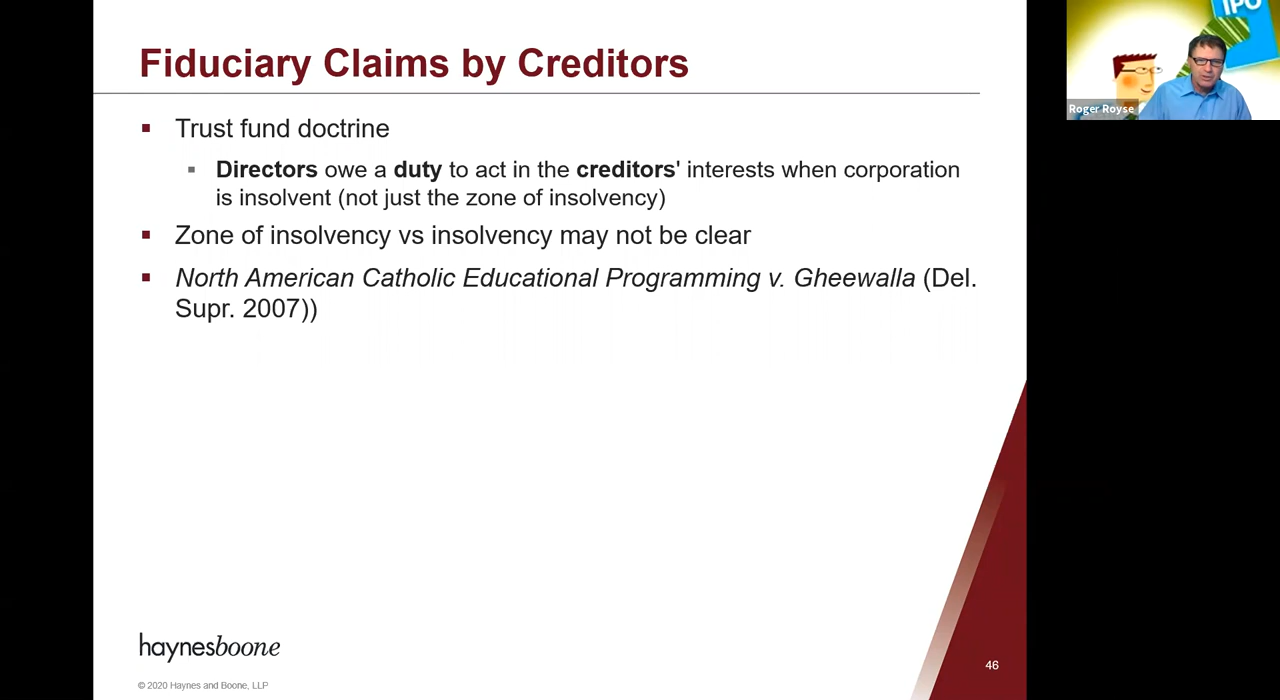 Fiduciary Claims by Creditors
Trust fund doctrine
Directors owe a duty to act in the creditors' interests when corporation
is insolvent (not just the zone of insolvency)
Zone of insolvency vs insolvency may not be clear
North American Catholic Educational Programming v. Gheewalla (Del.
Supr. 2007))
haynesboone
© 2020 Haynes and Boone, LLP
46
IPO
Roger Royse